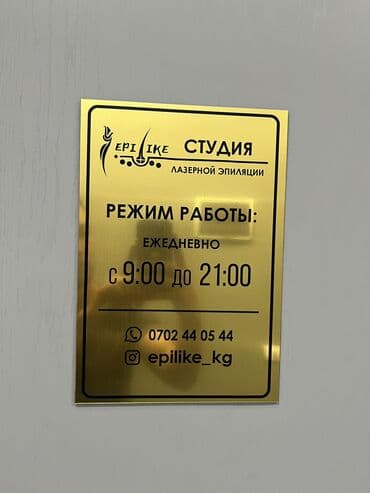 EPILIKE СТУДИЯ
ЛАЗЕРНОЙ ЭПИЛЯЦИИ
РЕЖИМ РАБОТЫ:
ЕЖЕДНЕВНО
С 9:00 ДО 21:00
0702 44 05 44
epilike_kg